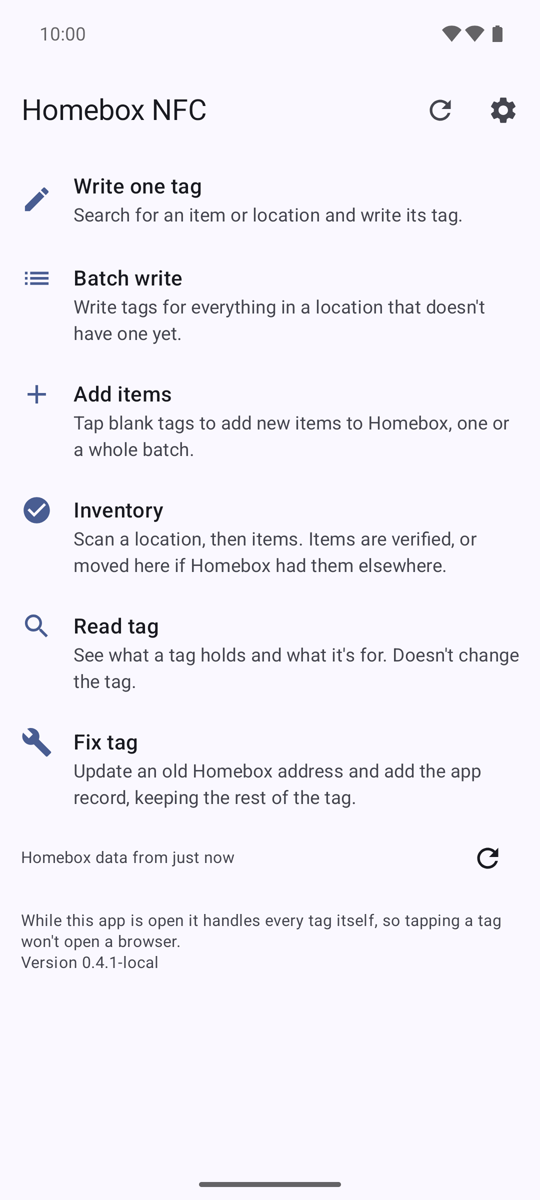 10:00
Homebox NFC
Write one tag
Search for an item or location and write its tag.
Batch write
Write tags for everything in a location that doesn't
have one yet.
Add items
Tap blank tags to add new items to Homebox, one or
a whole batch.
Inventory
Scan a location, then items. Items are verified, or
moved here if Homebox had them elsewhere.
Read tag
See what a tag holds and what it's for. Doesn't change
the tag.
Fix tag
Update an old Homebox address and add the app
record, keeping the rest of the tag.
Homebox data from just now
While this app is open it handles every tag itself, so tapping a tag
won't open a browser.
Version 0.4.1-local